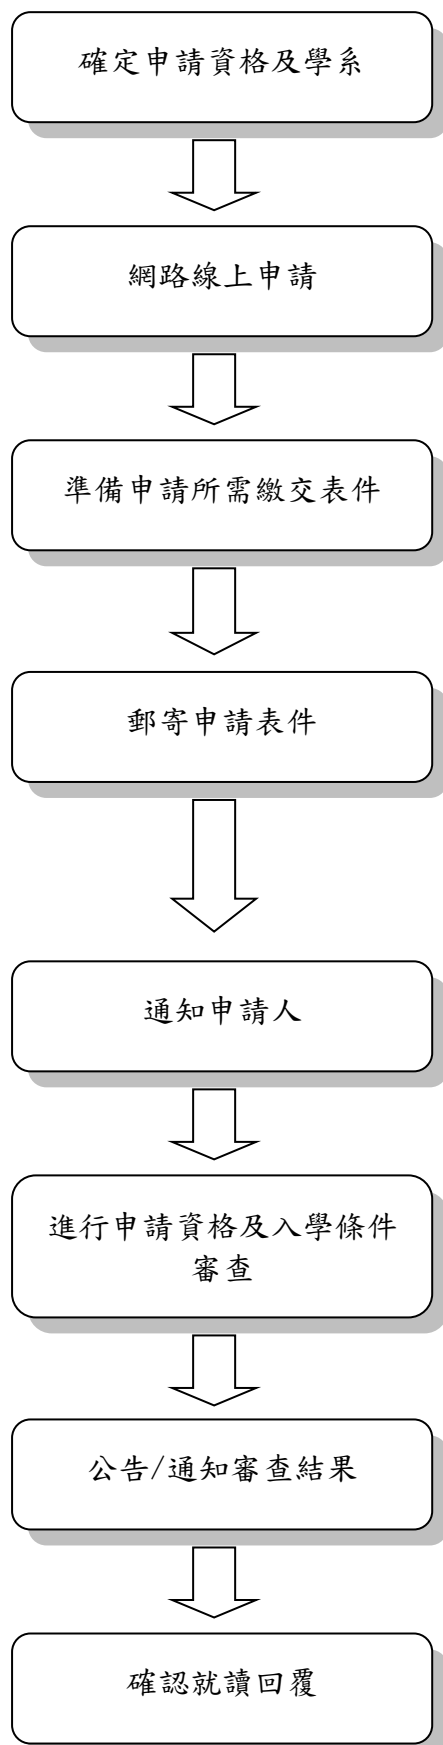 確定申請資格及學系
網路線上申請
準備申請所需繳交表件
郵寄申請表件
通知申請人
進行申請資格及入學條件
審查
公告/通知審查結果
確認就讀回覆